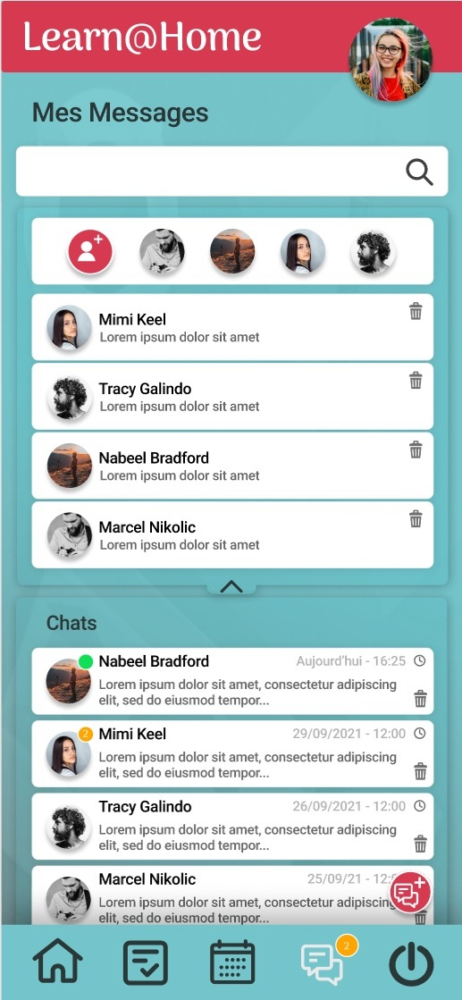 Learn@Home
Mes Messages
Mimi Keel
Lorem ipsum dolor sit amet
Tracy Galindo
Lorem ipsum dolor sit amet
Nabeel Bradford
Lorem ipsum dolor sit amet
Marcel Nikolic
Lorem ipsum dolor sit amet
Chats
Nabeel Bradford Aujourd'hui - 16:25
Lorem ipsum dolor sit amet, consectetur adipiscing
elit, sed do eiusmod tempor...
2 Mimi Keel 29/09/2021 - 12:00
Lorem ipsum dolor sit amet, consectetur adipiscing
elit, sed do eiusmod tempor...
Tracy Galindo 26/09/2021 - 12:00
Lorem ipsum dolor sit amet, consectetur adipiscing
elit, sed do eiusmod tempor...
Marcel Nikolic 25/09/21 -
Lorem ipsum dolor sit amet, consectetur
elit, sed do eiusmod tempor...
2